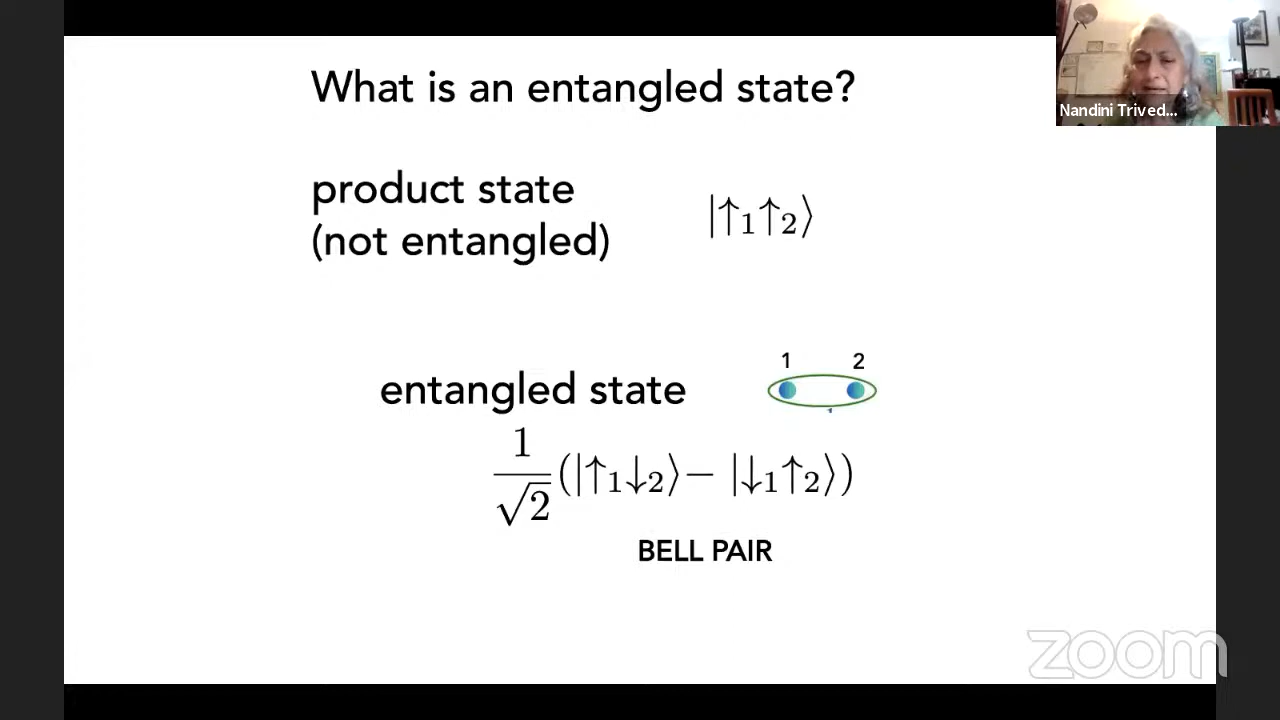 What is an entangled state?
Nandini Trived...
product state
(not entangled)
|↑₁↑₂⟩
1 2
entangled state
1/√2 (|↑₁↓₂⟩ − |↓₁↑₂⟩)
BELL PAIR
zoom